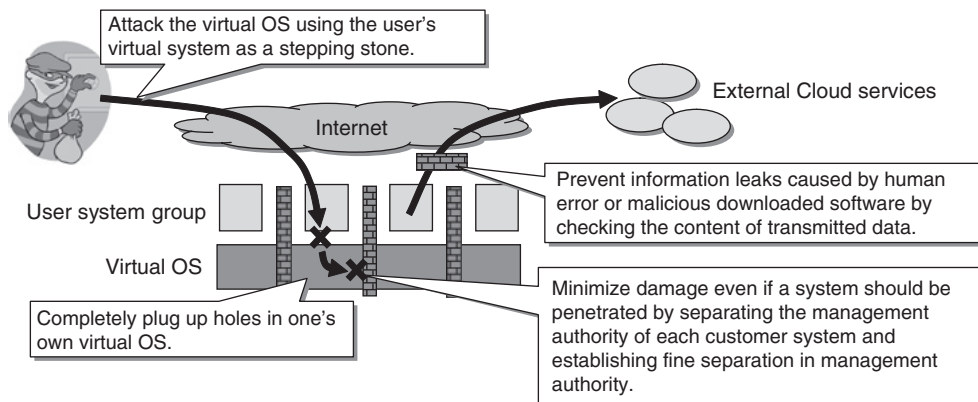 Attack the virtual OS using the user's
virtual system as a stepping stone.
External Cloud services
Internet
Prevent information leaks caused by human
error or malicious downloaded software by
checking the content of transmitted data.
User system group
Virtual OS
Minimize damage even if a system should be
penetrated by separating the management
authority of each customer system and
establishing fine separation in management
authority.
Completely plug up holes in one's
own virtual OS.